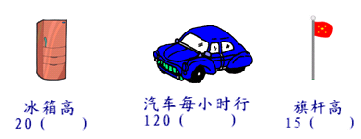 冰箱高
20 (     )
汽车每小时行
120 (     )
旗杆高
15 (     )